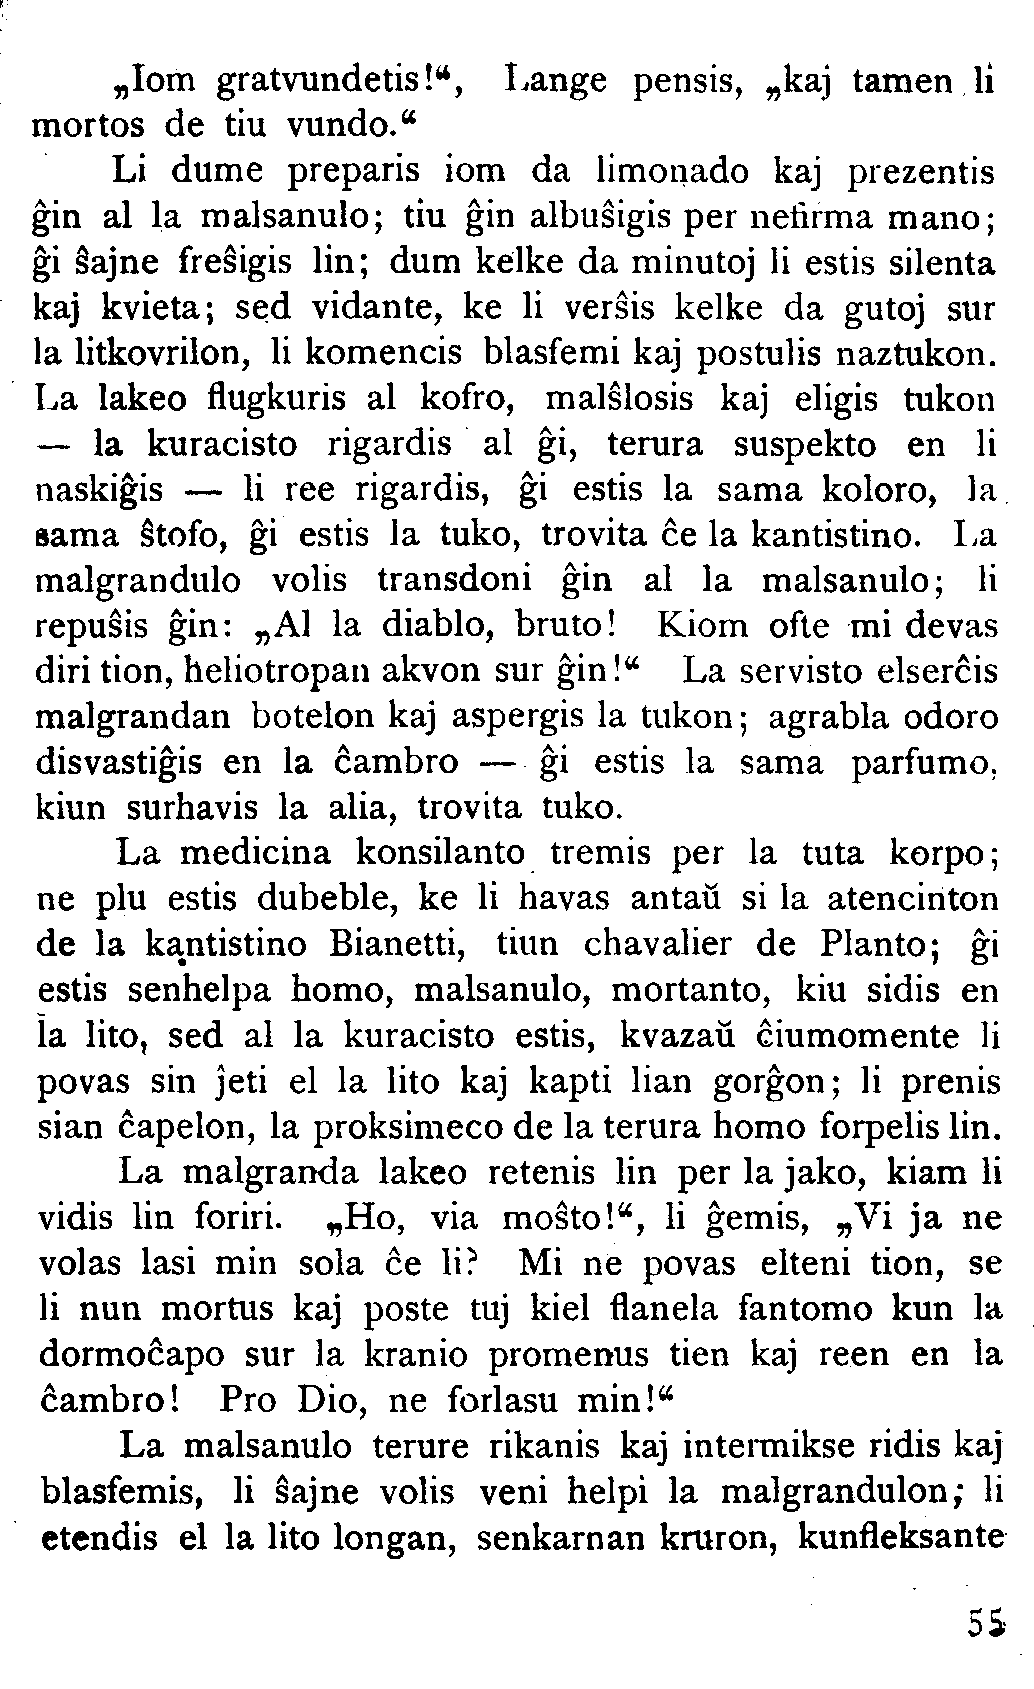 „Iom gratvundetis!“, Lange pensis, „kaj tamen li
mortos de tiu vundo.“
Li dume preparis iom da limonado kaj prezentis
ĝin al la malsanulo; tiu ĝin albuŝigis per nefirma mano;
ĝi ŝajne freŝigis lin; dum kelke da minutoj li estis silenta
kaj kvieta; sed vidante, ke li verŝis kelke da gutoj sur
la litkovrilon, li komencis blasfemi kaj postulis naztukon.
La lakeo flugkuris al kofro, malŝlosis kaj eligis tukon
— la kuracisto rigardis al ĝi, terura suspekto en li
naskiĝis — li ree rigardis, ĝi estis la sama koloro, la
sama ŝtofo, ĝi estis la tuko, trovita ĉe la kantistino. La
malgrandulo volis transdoni ĝin al la malsanulo; li
repuŝis ĝin: „Al la diablo, bruto! Kiom ofte mi devas
diri tion, heliotropan akvon sur ĝin!“ La servisto elserĉis
malgrandan botelon kaj aspergis la tukon; agrabla odoro
disvastiĝis en la ĉambro — ĝi estis la sama parfumo,
kiun surhavis la alia, trovita tuko.
La medicina konsilanto tremis per la tuta korpo;
ne plu estis dubeble, ke li havas antaŭ si la atencinton
de la kantistino Bianetti, tiun chavalier de Planto; ĝi
estis senhelpa homo, malsanulo, mortanto, kiu sidis en
la lito, sed al la kuracisto estis, kvazaŭ ĉiumomente li
povas sin ĵeti el la lito kaj kapti lian gorĝon; li prenis
sian ĉapelon, la proksimeco de la terura homo forpelis lin.
La malgranda lakeo retenis lin per la jako, kiam li
vidis lin foriri. „Ho, via moŝto!“, li ĝemis, „Vi ja ne
volas lasi min sola ĉe li? Mi ne povas elteni tion, se
li nun mortus kaj poste tuj kiel flanela fantomo kun la
dormoĉapo sur la kranio promenus tien kaj reen en la
ĉambro! Pro Dio, ne forlasu min!“
La malsanulo terure rikanis kaj intermikse ridis kaj
blasfemis, li ŝajne volis veni helpi la malgrandulon; li
etendis el la lito longan, senkarnan kruron, kunfleksante
55